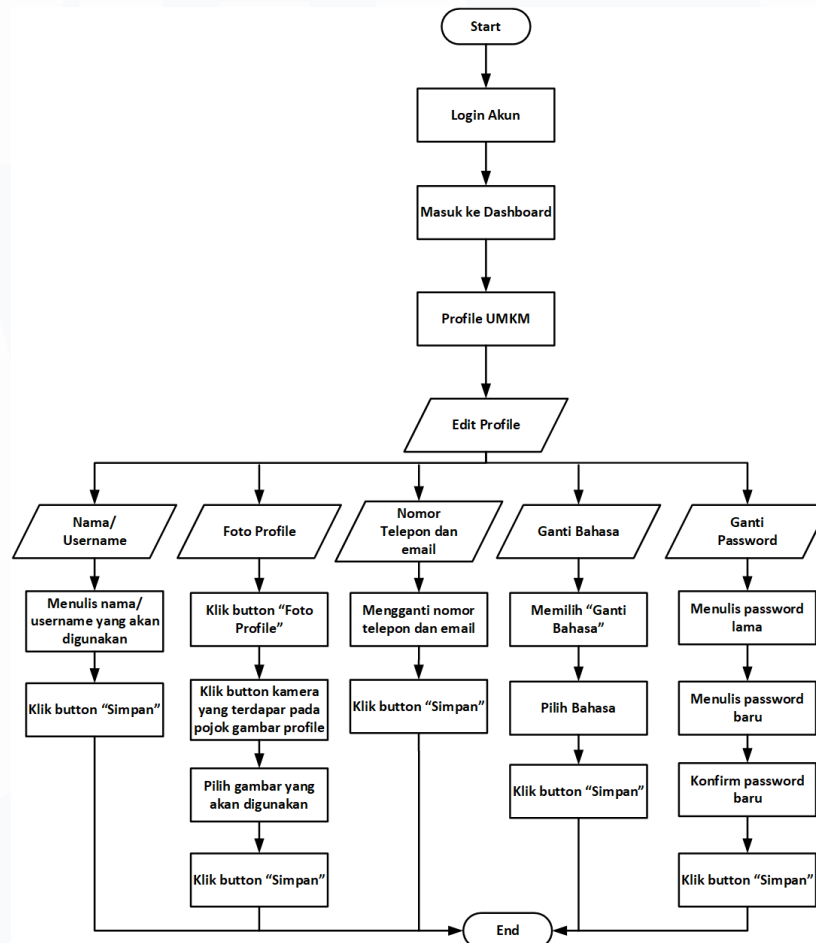 Start
Login Akun
Masuk ke Dashboard
Profile UMKM
Edit Profile
Nama/
Username
Foto Profile
Nomor
Telepon dan
email
Ganti Bahasa
Ganti
Password
Menulis nama/
username yang akan
digunakan
Klik button “Foto
Profile”
Mengganti nomor
telepon dan email
Memilih “Ganti
Bahasa”
Menulis password
lama
Klik button “Simpan”
Klik button kamera
yang terdapar pada
pojok gambar profile
Klik button “Simpan”
Pilih Bahasa
Menulis password
baru
Pilih gambar yang
akan digunakan
Klik button “Simpan”
Konfirm password
baru
Klik button “Simpan”
Klik button “Simpan”
End